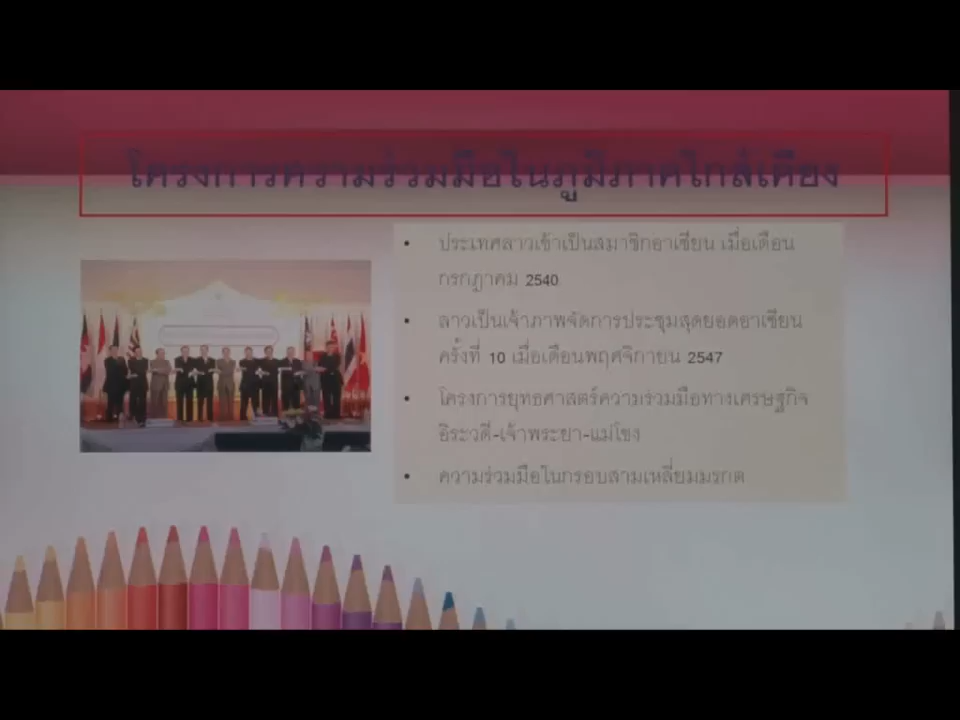 โครงการความร่วมมือในภูมิภาคใกล้เคียง
• ประเทศลาวเข้าเป็นสมาชิกอาเซียน เมื่อเดือน
กรกฎาคม 2540
• ลาวเป็นเจ้าภาพจัดการประชุมสุดยอดอาเซียน
ครั้งที่ 10 เมื่อเดือนพฤศจิกายน 2547
• โครงการยุทธศาสตร์ความร่วมมือทางเศรษฐกิจ
อิระวดี-เจ้าพระยา-แม่โขง
• ความร่วมมือในกรอบสามเหลี่ยมมรกต